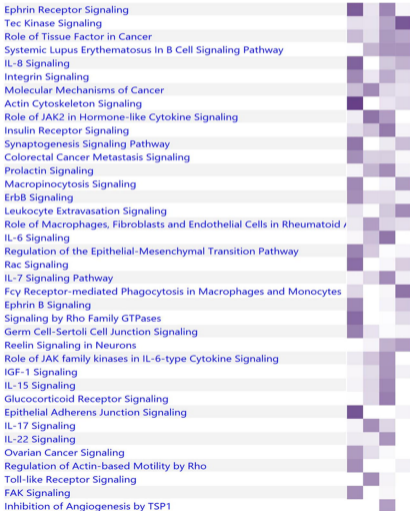 Ephrin Receptor Signaling
Tec Kinase Signaling
Role of Tissue Factor in Cancer
Systemic Lupus Erythematosus In B Cell Signaling Pathway
IL-8 Signaling
Integrin Signaling
Molecular Mechanisms of Cancer
Actin Cytoskeleton Signaling
Role of JAK2 in Hormone-like Cytokine Signaling
Insulin Receptor Signaling
Synaptogenesis Signaling Pathway
Colorectal Cancer Metastasis Signaling
Prolactin Signaling
Macropinocytosis Signaling
ErbB Signaling
Leukocyte Extravasation Signaling
Role of Macrophages, Fibroblasts and Endothelial Cells in Rheumatoid
IL-6 Signaling
Regulation of the Epithelial-Mesenchymal Transition Pathway
Rac Signaling
IL-7 Signaling Pathway
Fcγ Receptor-mediated Phagocytosis in Macrophages and Monocytes
Ephrin B Signaling
Signaling by Rho Family GTPases
Germ Cell-Sertoli Cell Junction Signaling
Reelin Signaling in Neurons
Role of JAK family kinases in IL-6-type Cytokine Signaling
IGF-1 Signaling
IL-15 Signaling
Glucocorticoid Receptor Signaling
Epithelial Adherens Junction Signaling
IL-17 Signaling
IL-22 Signaling
Ovarian Cancer Signaling
Regulation of Actin-based Motility by Rho
Toll-like Receptor Signaling
FAK Signaling
Inhibition of Angiogenesis by TSP1